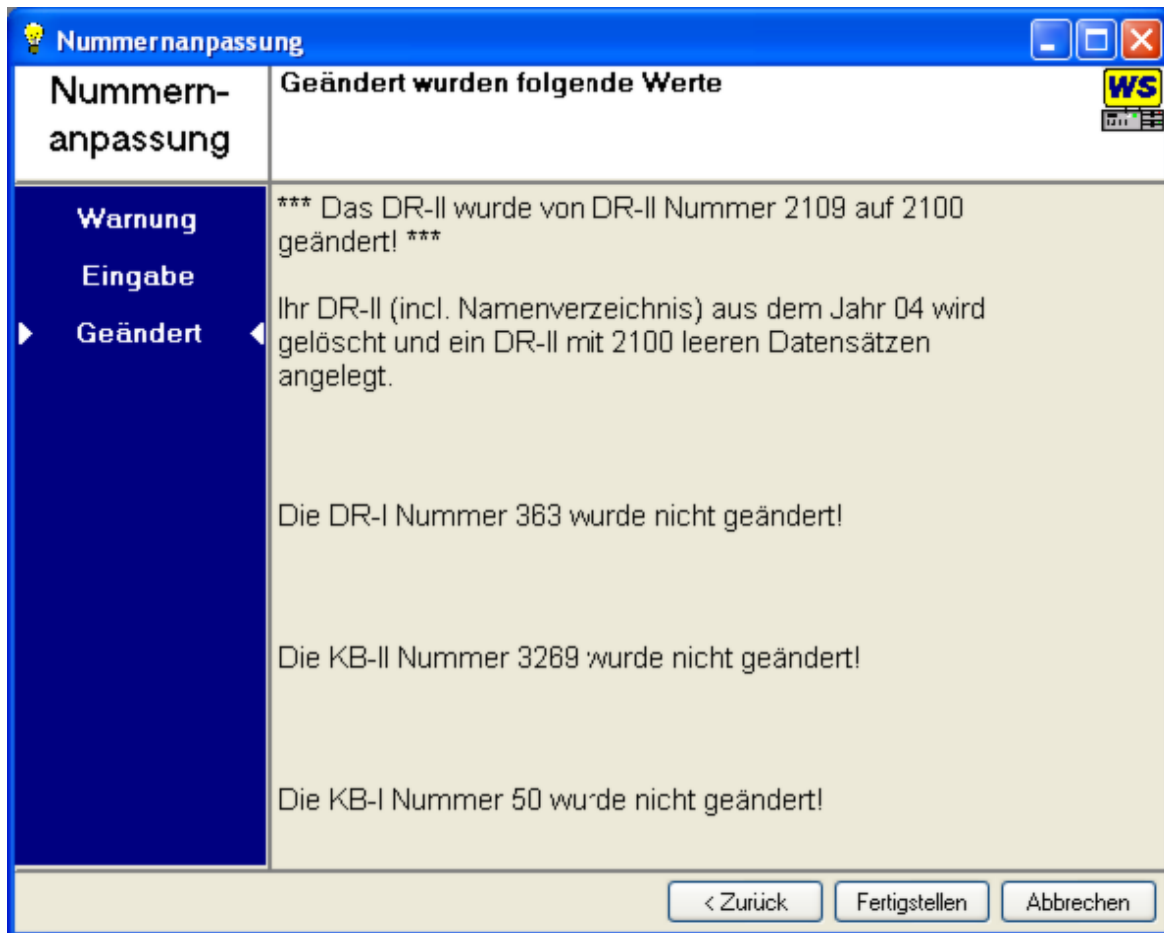 Nummernanpassung
Nummern-
anpassung
Geändert wurden folgende Werte
WS
Warnung
Eingabe
Geändert
*** Das DR-II wurde von DR-II Nummer 2109 auf 2100
geändert! ***
Ihr DR-II (incl. Namenverzeichnis) aus dem Jahr 04 wird
gelöscht und ein DR-II mit 2100 leeren Datensätzen
angelegt.
Die DR-I Nummer 363 wurde nicht geändert!
Die KB-II Nummer 3269 wurde nicht geändert!
Die KB-I Nummer 50 wurde nicht geändert!
< Zurück
Fertigstellen
Abbrechen